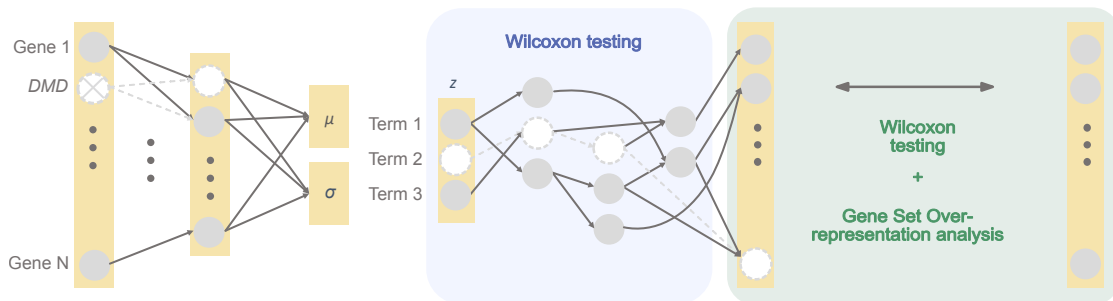 Gene 1
DMD
Gene N
μ
σ
Wilcoxon testing
z
Term 1
Term 2
Term 3
Wilcoxon
testing
+
Gene Set Over-
representation analysis